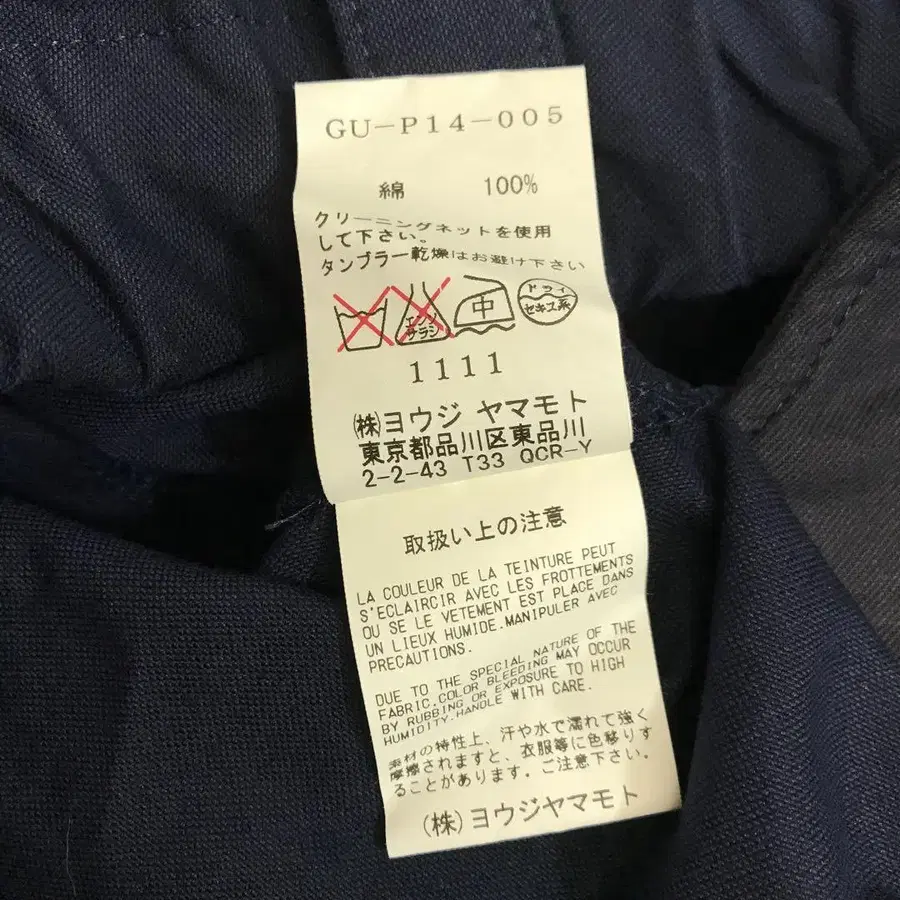 GU-P14-005
綿 100%
クリーニングネットを使用
して下さい。
タンブラー乾燥はお避け下さい
エンソ
サラシ
中
ドライ
セキユ系
1111
㈱ヨウジ ヤマモト
東京都品川区東品川
2-2-43 T33 QCR-Y
取扱い上の注意
LA COULEUR DE LA TEINTURE PEUT
S'ECLAIRCIR AVEC LES FROTTEMENTS
OU SE LE VETEMENT EST PLACE DANS
UN LIEUX HUMIDE.MANIPULER AVEC
PRECAUTIONS.
DUE TO THE SPECIAL NATURE OF THE
FABRIC,COLOR BLEEDING MAY OCCUR
BY RUBBING OR EXPOSURE TO HIGH
HUMIDITY.HANDLE WITH CARE.
素材の特性上、汗や水で濡れて強く
摩擦されますと、衣服等に色移りす
ることがあります。ご注意下さい。
(株)ヨウジヤマモト